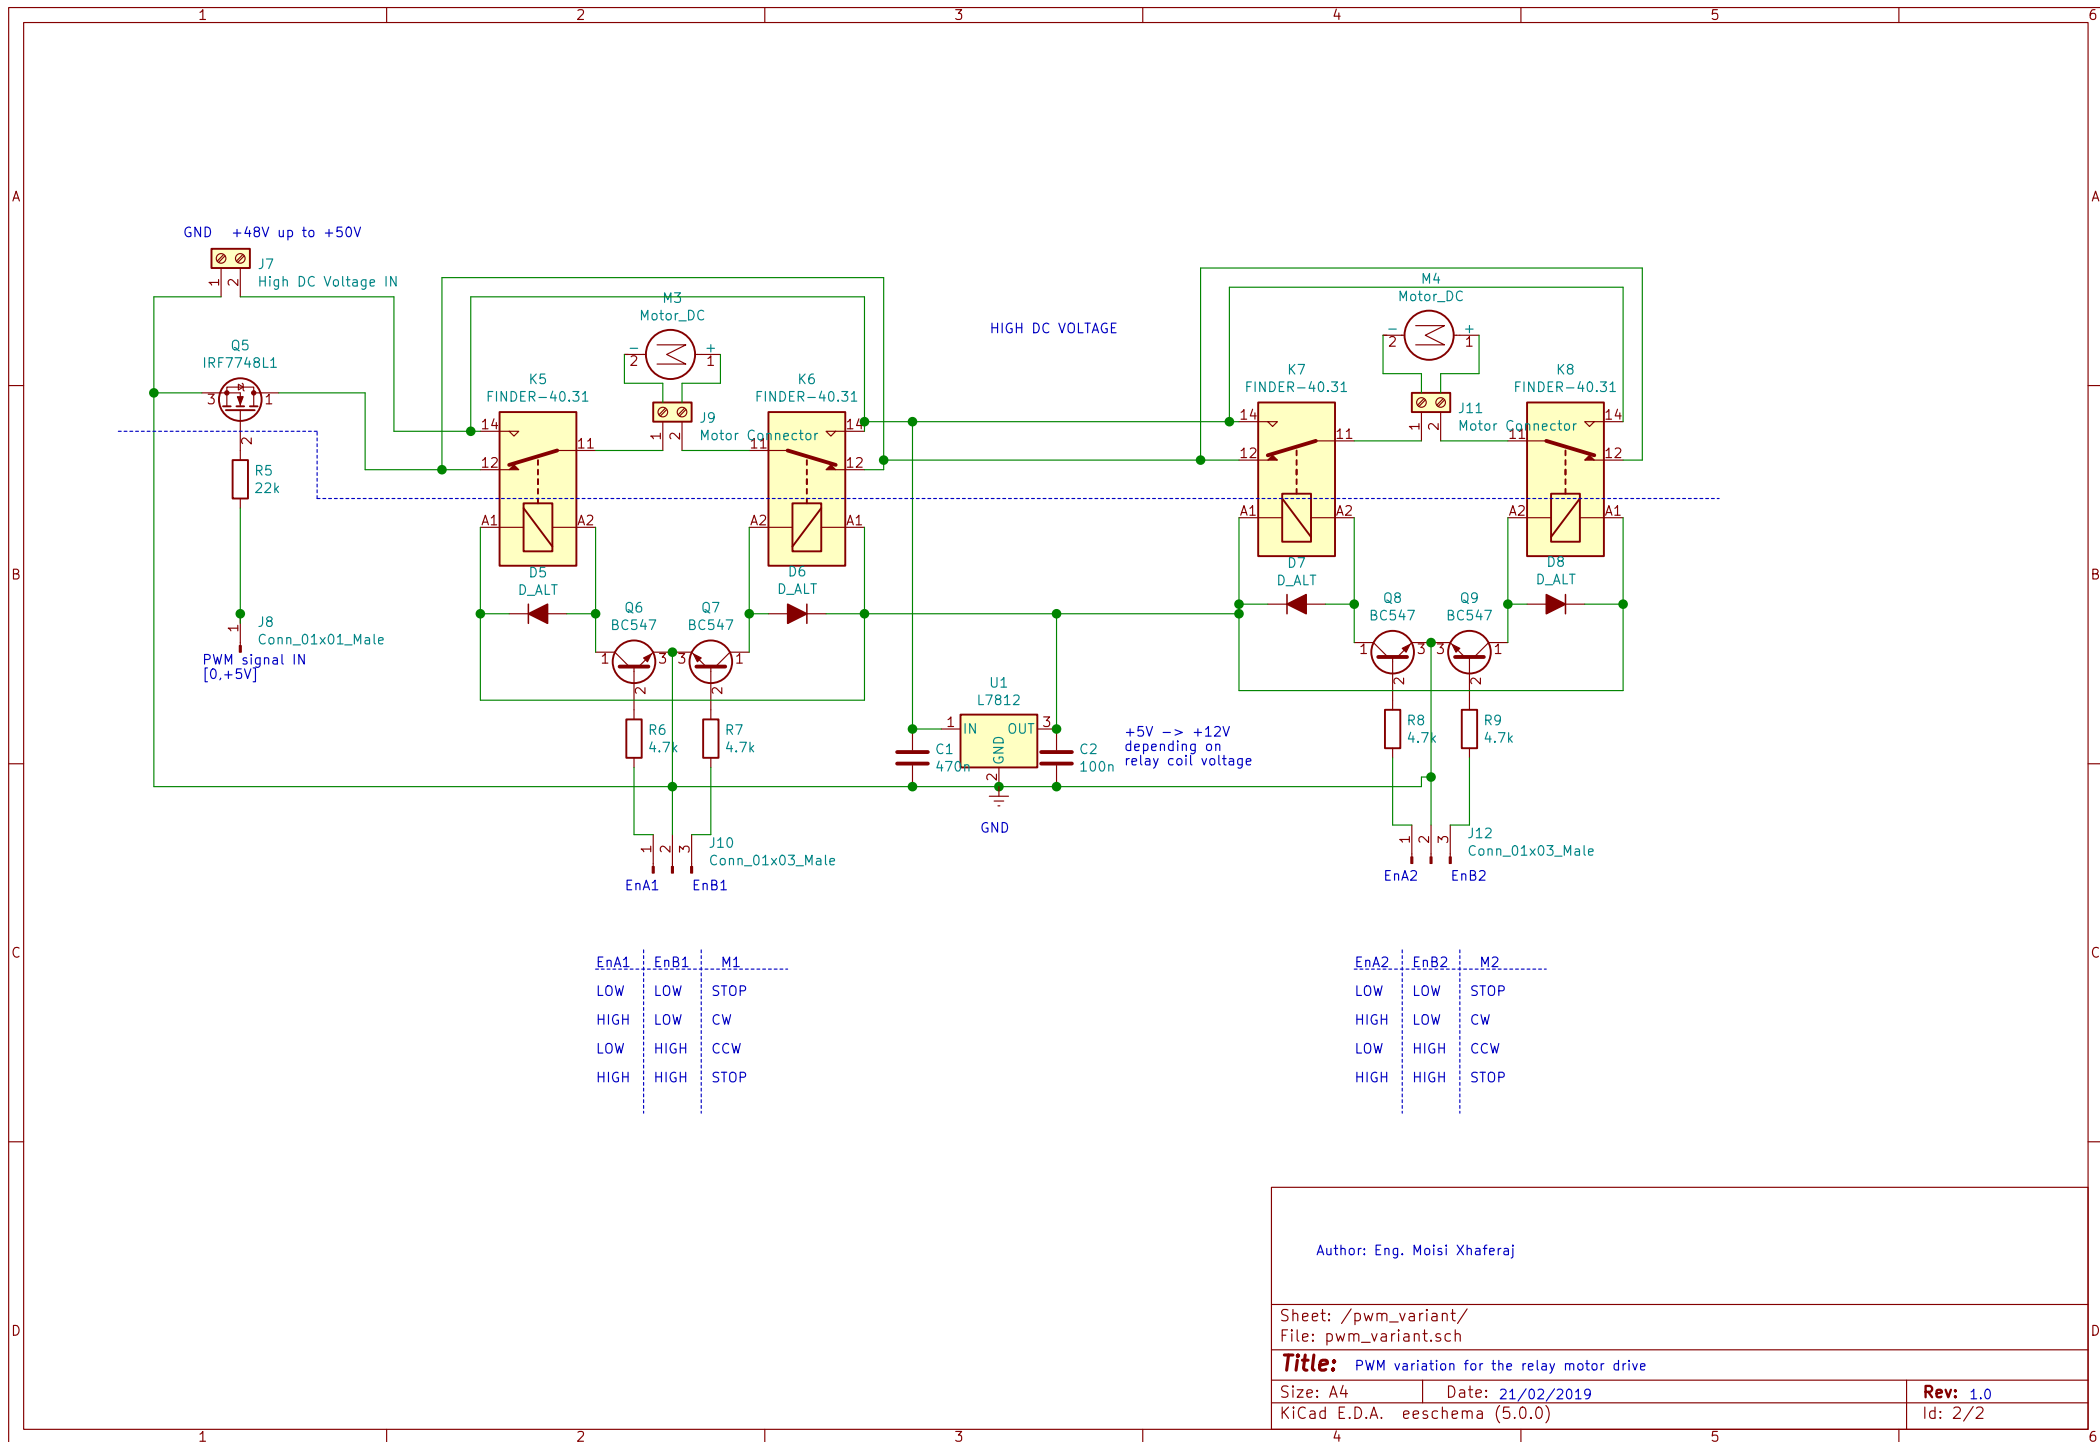 1 2 3 4 5 6
A A
GND +48V up to +50V
J7
High DC Voltage IN
1 2
M3
Motor_DC
- +
2 1
HIGH DC VOLTAGE
M4
Motor_DC
- +
2 1
Q5
IRF7748L1
3 1
2
K5
FINDER-40.31
K6
FINDER-40.31
K7
FINDER-40.31
K8
FINDER-40.31
J9
Motor Connector
1 2
J11
Motor Connector
1 2
14 11 12 A1 A2
14 11 12 A2 A1
14 11 12 A1 A2
14 11 12 A2 A1
R5
22k
B B
D5
D_ALT
D6
D_ALT
D7
D_ALT
D8
D_ALT
Q6
BC547
Q7
BC547
Q8
BC547
Q9
BC547
1 3 3 1
2 2
1 3 3 1
2 2
1
J8
Conn_01x01_Male
PWM signal IN
[0,+5V]
U1
L7812
1 IN OUT 3
GND
2
R6
4.7k
R7
4.7k
C1
470n
C2
100n
+5V -> +12V
depending on
relay coil voltage
R8
4.7k
R9
4.7k
GND
1 2 3
J10
Conn_01x03_Male
EnA1 EnB1
1 2 3
J12
Conn_01x03_Male
EnA2 EnB2
C C
EnA1 EnB1 M1
LOW LOW STOP
HIGH LOW CW
LOW HIGH CCW
HIGH HIGH STOP
EnA2 EnB2 M2
LOW LOW STOP
HIGH LOW CW
LOW HIGH CCW
HIGH HIGH STOP
D D
Author: Eng. Moisi Xhaferaj
Sheet: /pwm_variant/
File: pwm_variant.sch
Title: PWM variation for the relay motor drive
Size: A4 Date: 21/02/2019 Rev: 1.0
KiCad E.D.A. eeschema (5.0.0) Id: 2/2
1 2 3 4 5 6